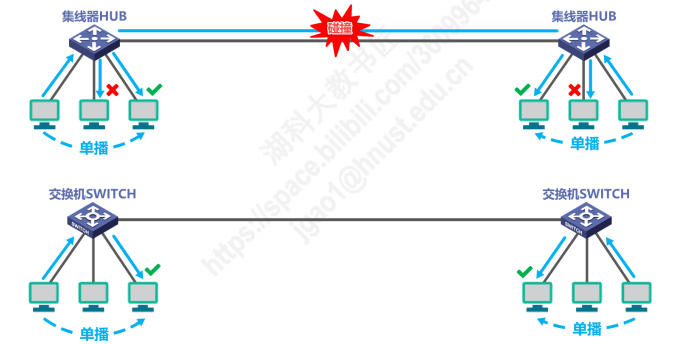 集线器HUB
碰撞
集线器HUB
单播
单播
交换机SWITCH
交换机SWITCH
SWITCH
SWITCH
单播
单播
湖科大教书匠
https://space.bilibili.com/360996402
jgao1@hnust.edu.cn